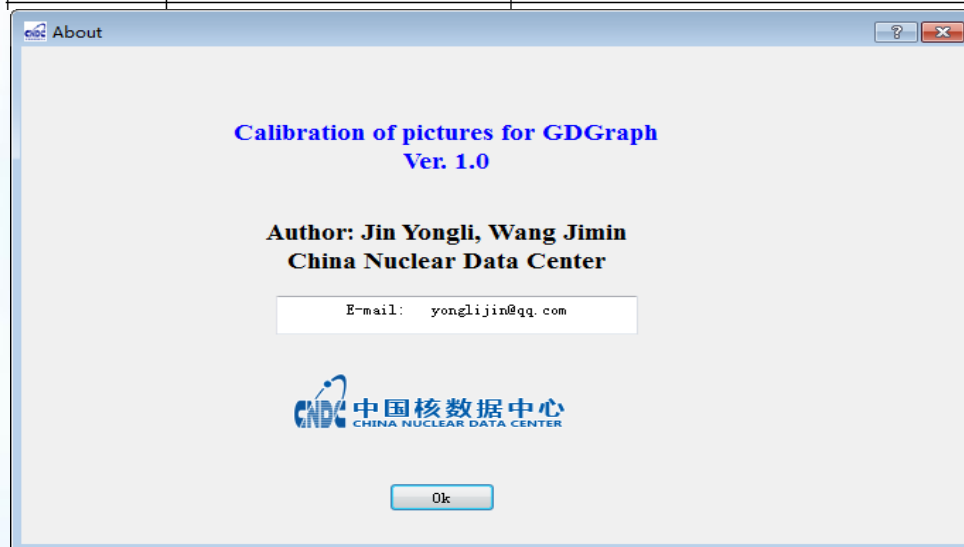 CNDC About
Calibration of pictures for GDGraph
Ver. 1.0
Author: Jin Yongli, Wang Jimin
China Nuclear Data Center
E-mail: yonglijin@qq.com
CNDC 中国核数据中心
CHINA NUCLEAR DATA CENTER
Ok